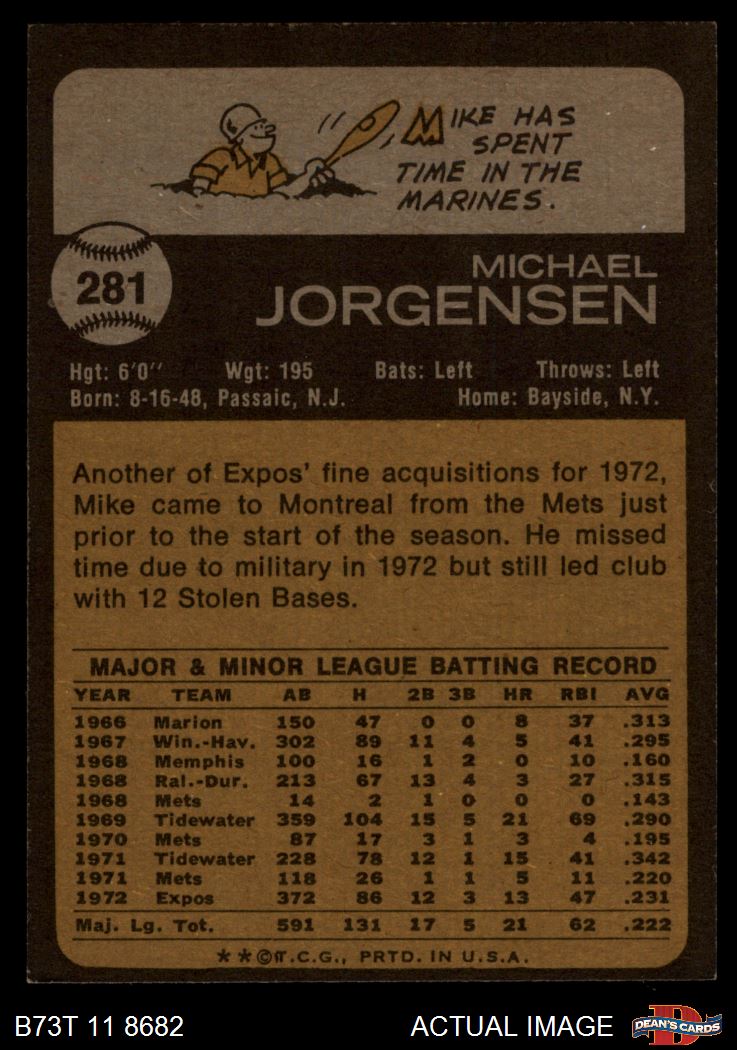 MIKE HAS
SPENT
TIME IN THE
MARINES.
281
MICHAEL
JORGENSEN
Hgt: 6'0" Wgt: 195 Bats: Left Throws: Left
Born: 8-16-48, Passaic, N.J. Home: Bayside, N.Y.
Another of Expos' fine acquisitions for 1972,
Mike came to Montreal from the Mets just
prior to the start of the season. He missed
time due to military in 1972 but still led club
with 12 Stolen Bases.
MAJOR & MINOR LEAGUE BATTING RECORD
YEAR TEAM AB H 2B 3B HR RBI AVG
1966 Marion 150 47 0 0 8 37 .313
1967 Win.-Hav. 302 89 11 4 5 41 .295
1968 Memphis 100 16 1 2 0 10 .160
1968 Ral.-Dur. 213 67 13 4 3 27 .315
1968 Mets 14 2 1 0 0 0 .143
1969 Tidewater 359 104 15 5 21 69 .290
1970 Mets 87 17 3 1 3 4 .195
1971 Tidewater 228 78 12 1 15 41 .342
1971 Mets 118 26 1 1 5 11 .220
1972 Expos 372 86 12 3 13 47 .231
Maj. Lg. Tot. 591 131 17 5 21 62 .222
**©T.C.G., PRTD. IN U.S.A.
B73T 11 8682 ACTUAL IMAGE DEAN'S CARDS